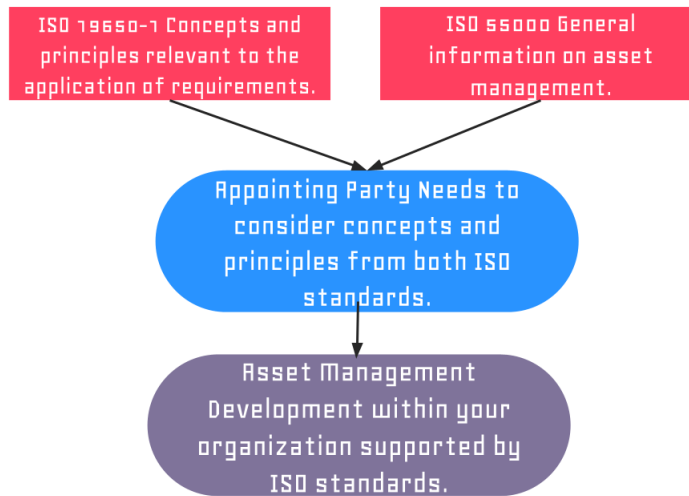 ISO 19650-1 Concepts and
principles relevant to the
application of requirements.
ISO 55000 General
information on asset
management.
Appointing Party Needs to
consider concepts and
principles from both ISO
standards.
Asset Management
Development within your
organization supported by
ISO standards.